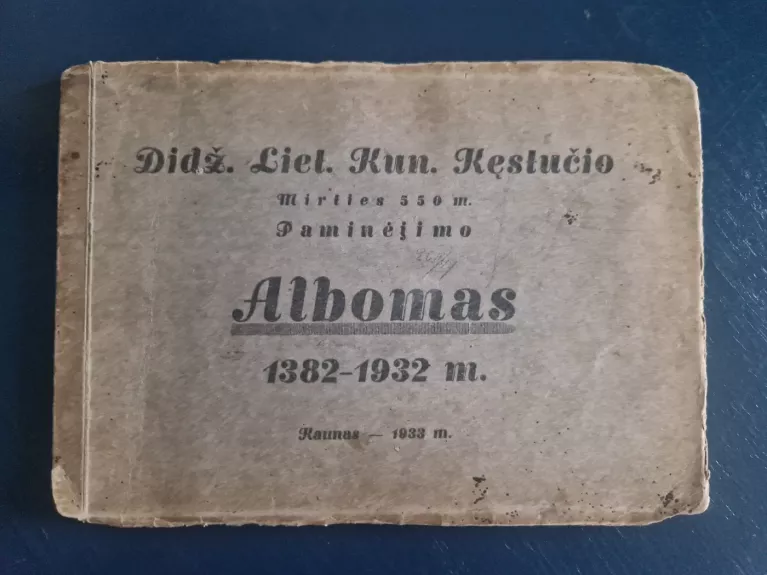 Didž. Liet. Kun. Kęstučio
Mirties 550 m.
Paminėjimo
Albomas
1382-1932 m.
Kaunas — 1933 m.